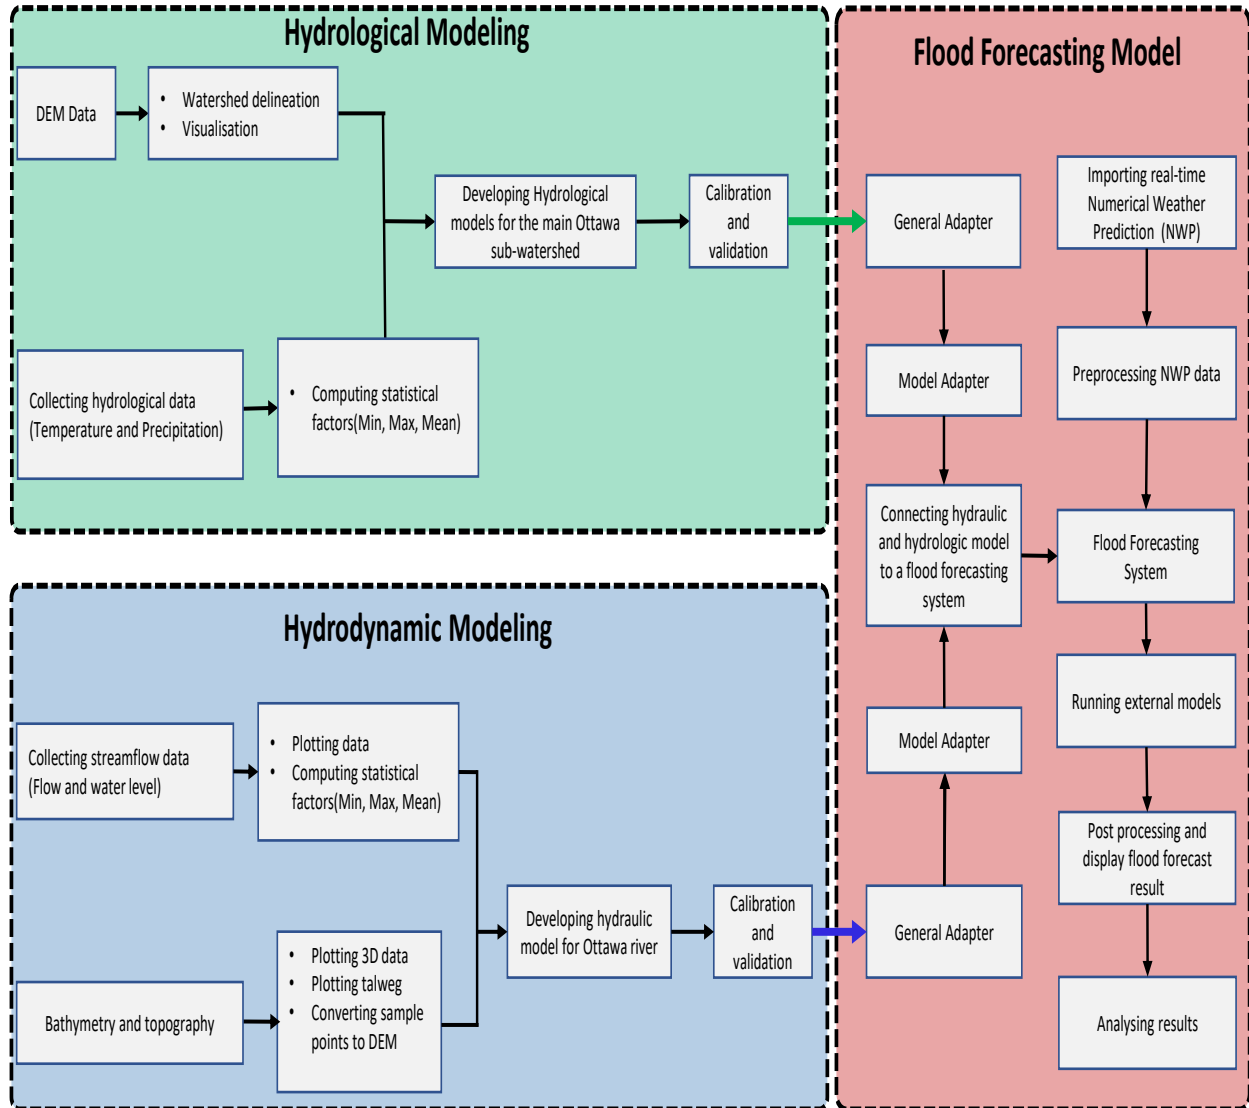 Hydrological Modeling
DEM Data
• Watershed delineation
• Visualisation
Developing Hydrological
models for the main Ottawa
sub-watershed
Calibration
and
validation
Collecting hydrological data
(Temperature and Precipitation)
• Computing statistical
factors(Min, Max, Mean)
Hydrodynamic Modeling
Collecting streamflow data
(Flow and water level)
• Plotting data
• Computing statistical
factors(Min, Max, Mean)
Bathymetry and topography
• Plotting 3D data
• Plotting talweg
• Converting sample
points to DEM
Developing hydraulic
model for Ottawa river
Calibration
and
validation
Flood Forecasting Model
General Adapter
Model Adapter
Connecting hydraulic
and hydrologic model
to a flood forecasting
system
Model Adapter
General Adapter
Importing real-time
Numerical Weather
Prediction (NWP)
Preprocessing NWP data
Flood Forecasting
System
Running external models
Post processing and
display flood forecast
result
Analysing results